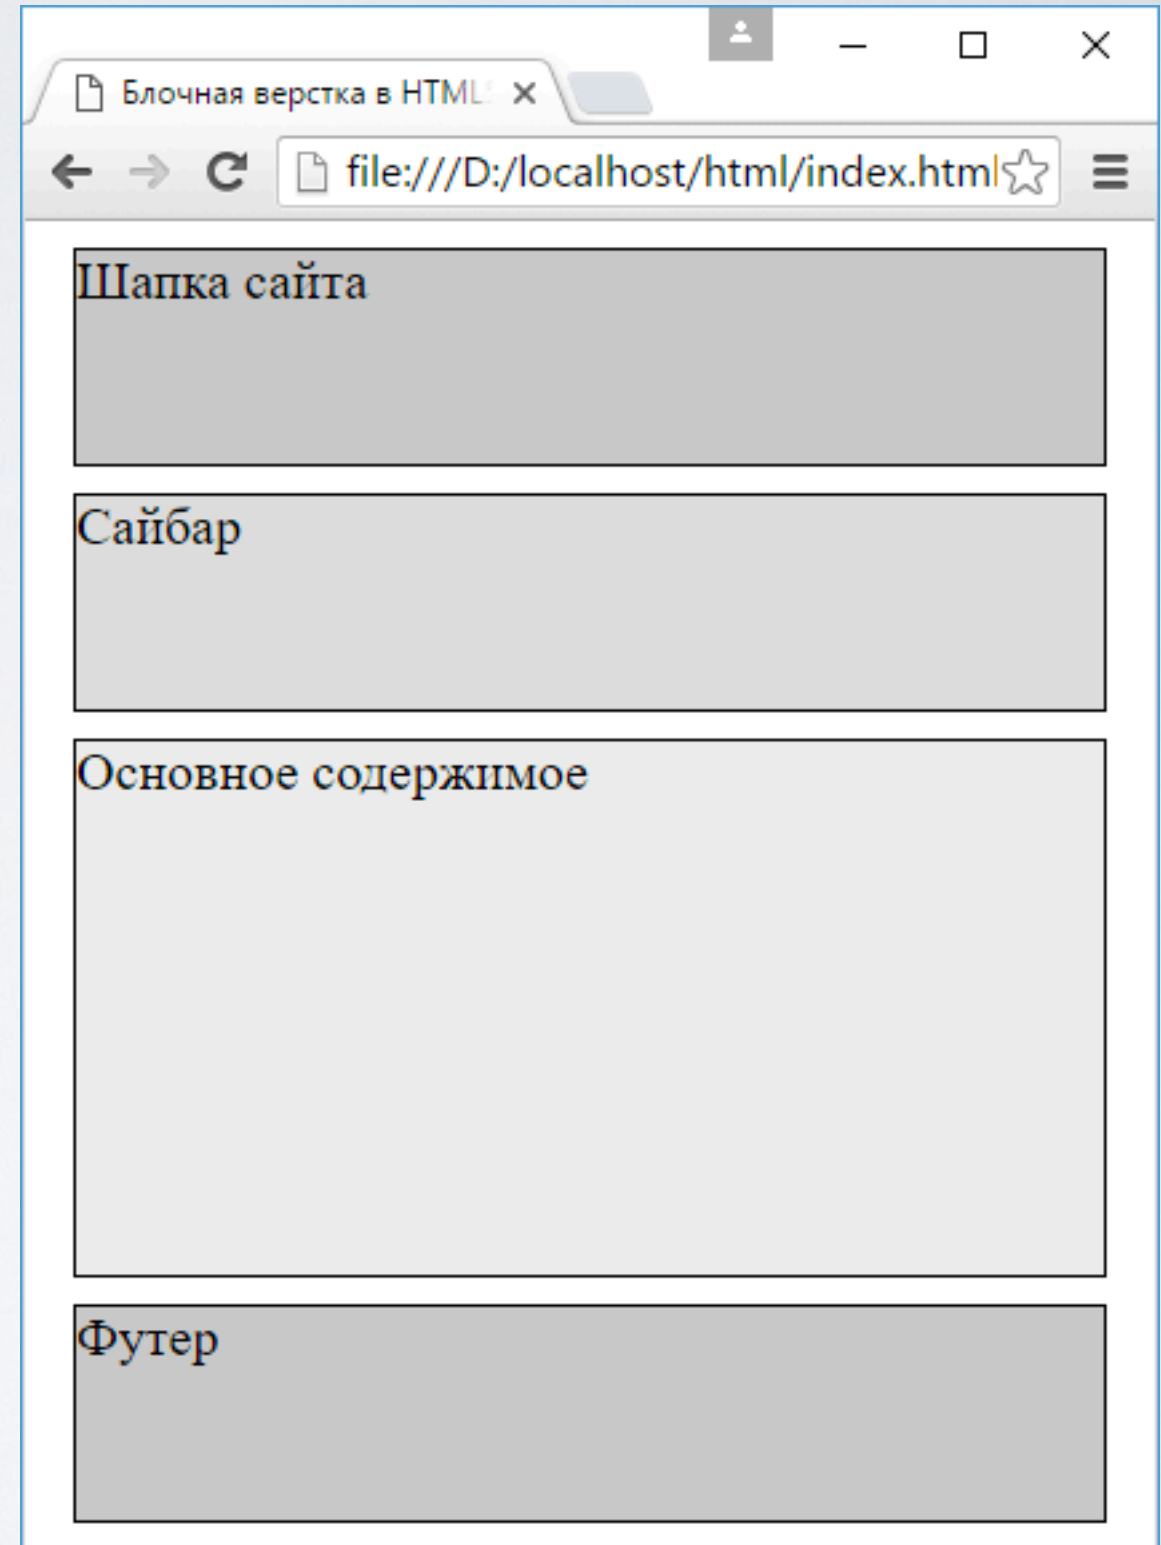 Блочная верстка в HTML
file:///D:/localhost/html/index.html
Шапка сайта
Сайбар
Основное содержимое
Футер